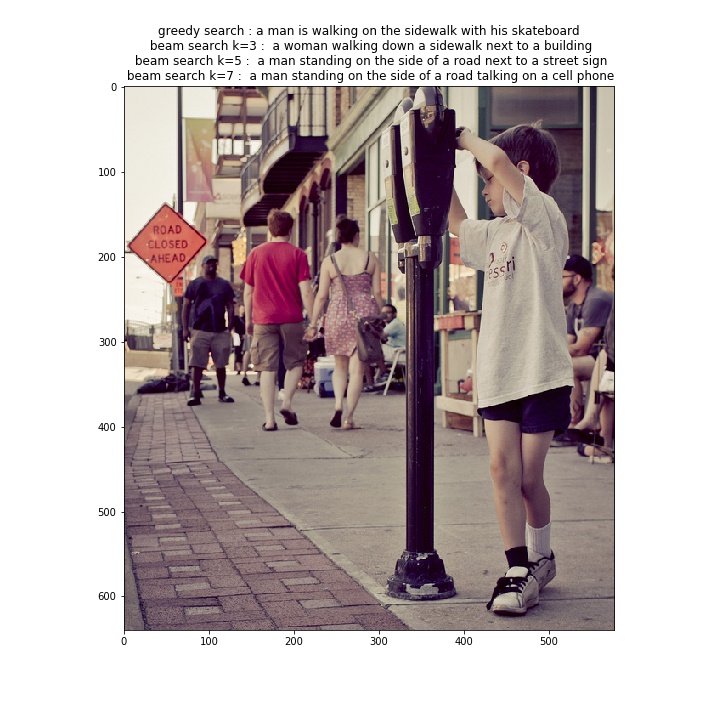 greedy search : a man is walking on the sidewalk with his skateboard
beam search k=3 :  a woman walking down a sidewalk next to a building
beam search k=5 :  a man standing on the side of a road next to a street sign
beam search k=7 :  a man standing on the side of a road talking on a cell phone
0
100
200
300
400
500
600
ROAD
CLOSED
AHEAD
essri
0 100 200 300 400 500